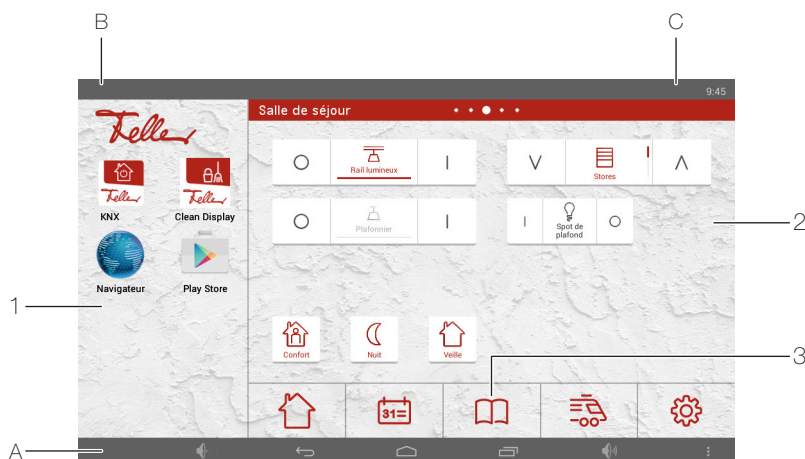 B
C
9:45
Feller
Salle de séjour
Rail lumineux
Stores
Feller
Feller
KNX
Clean Display
Plafonnier
Spot de
plafond
2
Navigateur
Play Store
1
Confort
Nuit
Veille
3
31
A